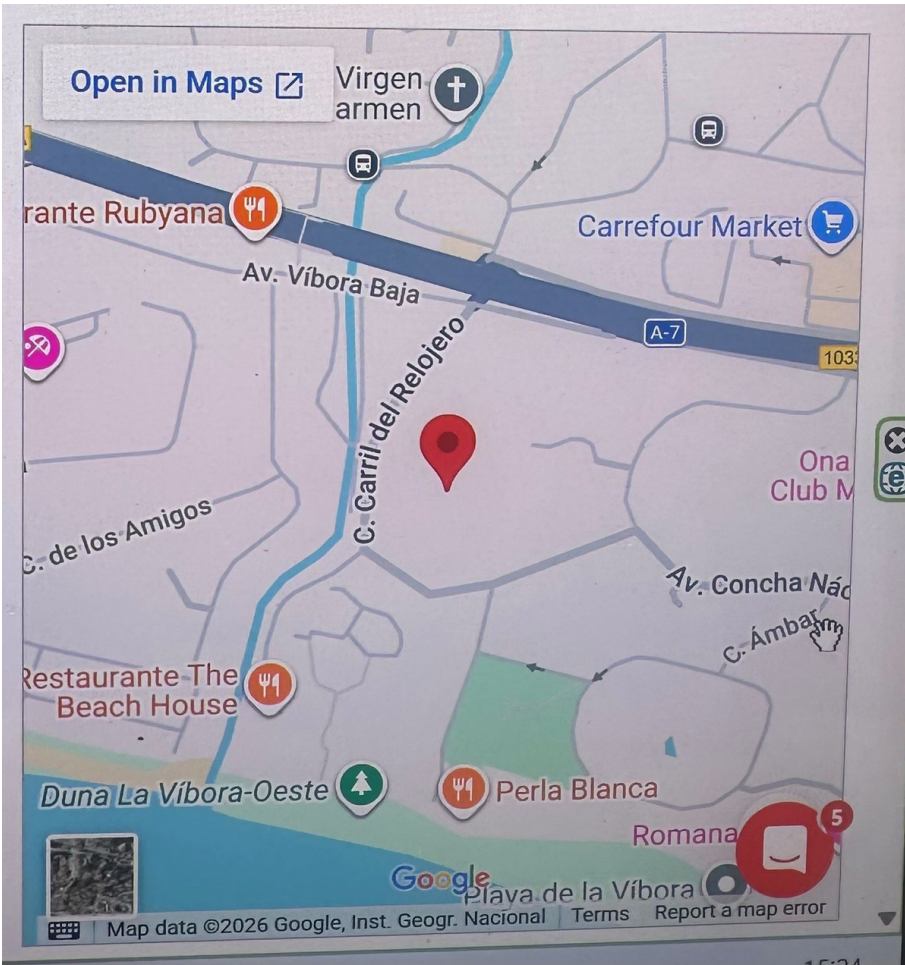 Open in Maps
Virgen
armen
rante Rubyana
Carrefour Market
Av. Víbora Baja
A-7
103
C. Carril del Relojero
Ona
Club M
C. de los Amigos
Av. Concha Nác
C. Ámbar
Restaurante The
Beach House
Duna La Víbora-Oeste
Perla Blanca
5
Romana
Google
Playa de la Víbora
Map data ©2026 Google, Inst. Geogr. Nacional
Terms
Report a map error